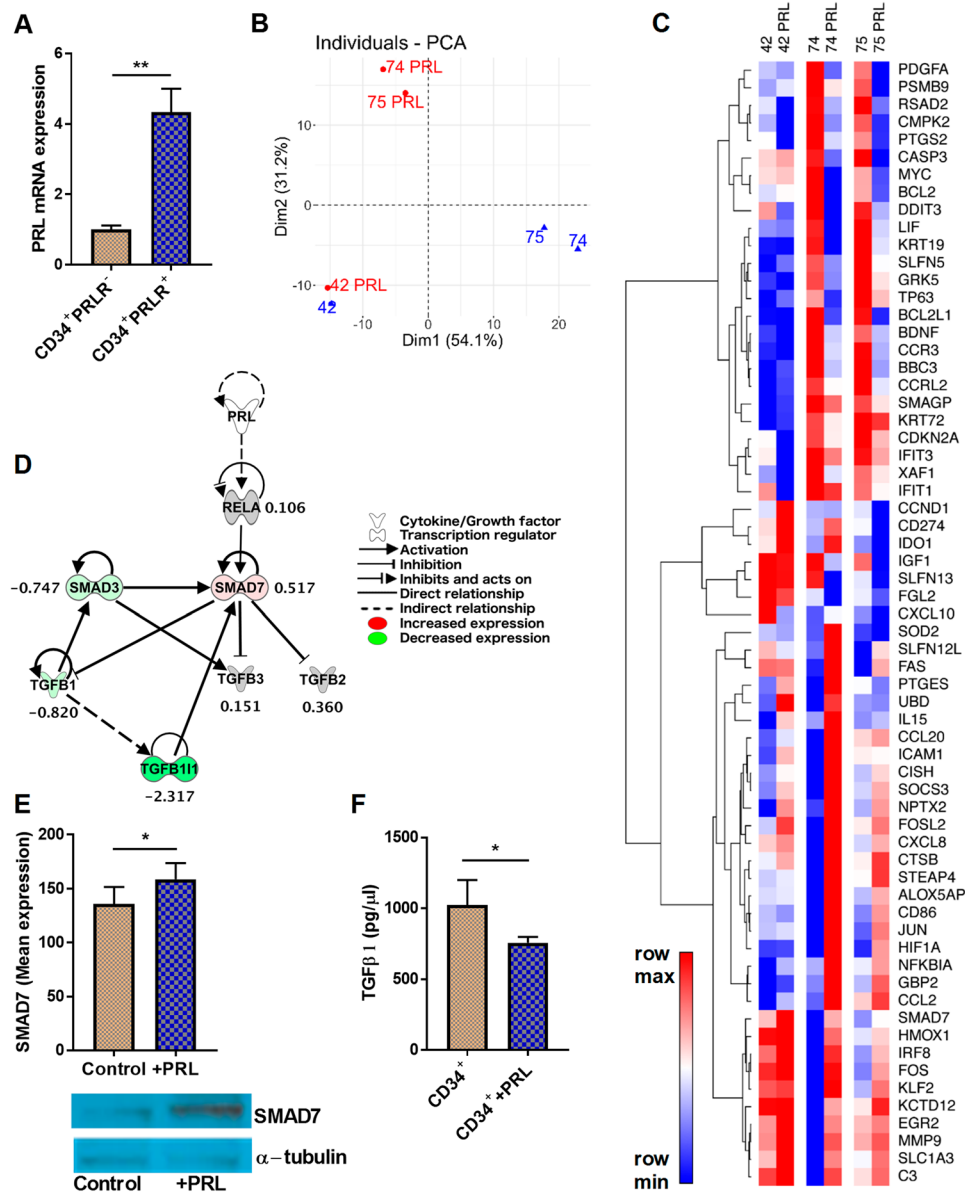 A
PRL mRNA expression
6
4
2
0
**
CD34+PRLR-
CD34+PRLR+
B
Individuals - PCA
Dim2 (31.2%)
10
0
-10
74 PRL
75 PRL
75
74
42 PRL
42
-10
0
10
20
Dim1 (54.1%)
C
42
42 PRL
74
74 PRL
75
75 PRL
PDGFA
PSMB9
RSAD2
CMPK2
PTGS2
CASP3
MYC
BCL2
DDIT3
LIF
KRT19
SLFN5
GRK5
TP63
BCL2L1
BDNF
CCR3
BBC3
CCRL2
SMAGP
KRT72
CDKN2A
IFIT3
XAF1
IFIT1
CCND1
CD274
IDO1
IGF1
SLFN13
FGL2
CXCL10
SOD2
SLFN12L
FAS
PTGES
UBD
IL15
CCL20
ICAM1
CISH
SOCS3
NPTX2
FOSL2
CXCL8
CTSB
STEAP4
ALOX5AP
CD86
JUN
HIF1A
NFKBIA
GBP2
CCL2
SMAD7
HMOX1
IRF8
FOS
KLF2
KCTD12
EGR2
MMP9
SLC1A3
C3
row
max
row
min
D
PRL
RELA 0.106
-0.747 SMAD3
SMAD7 0.517
TGFB1
-0.820
TGFB3
0.151
TGFB2
0.360
TGFB1I1
-2.317
Cytokine/Growth factor
Transcription regulator
Activation
Inhibition
Inhibits and acts on
Direct relationship
Indirect relationship
Increased expression
Decreased expression
E
SMAD7 (Mean expression)
200
150
100
50
0
*
Control +PRL
SMAD7
α-tubulin
Control +PRL
F
TGFβ 1 (pg/µl)
1500
1000
500
0
*
CD34+
CD34+ +PRL